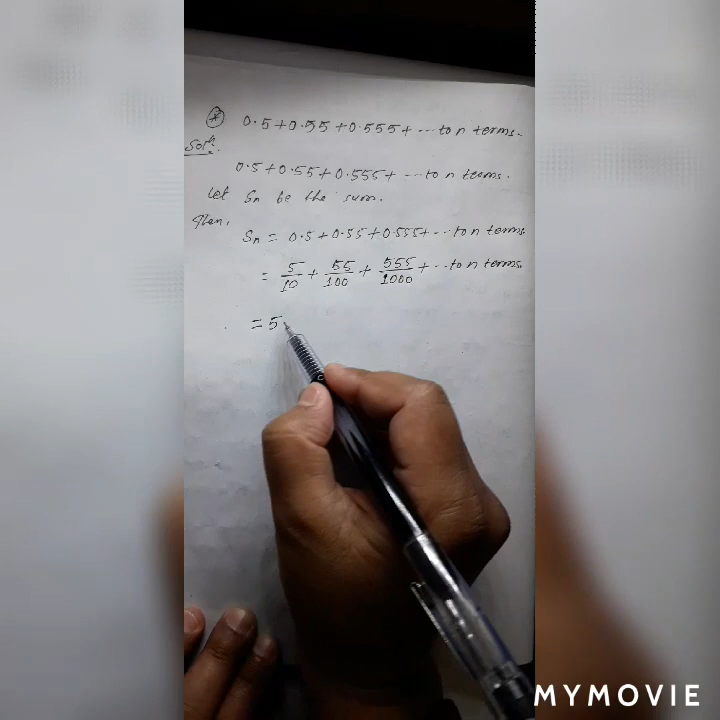 * 0.5+0.55+0.555+ ... to n terms.
Solⁿ.
0.5+0.55+0.555+ ... to n terms.
Let Sn be the sum.
Then,
Sn = 0.5+0.55+0.555+ ... to n terms.
= 5/10 + 55/100 + 555/1000 + ... to n terms.
= 5
MYMOVIE